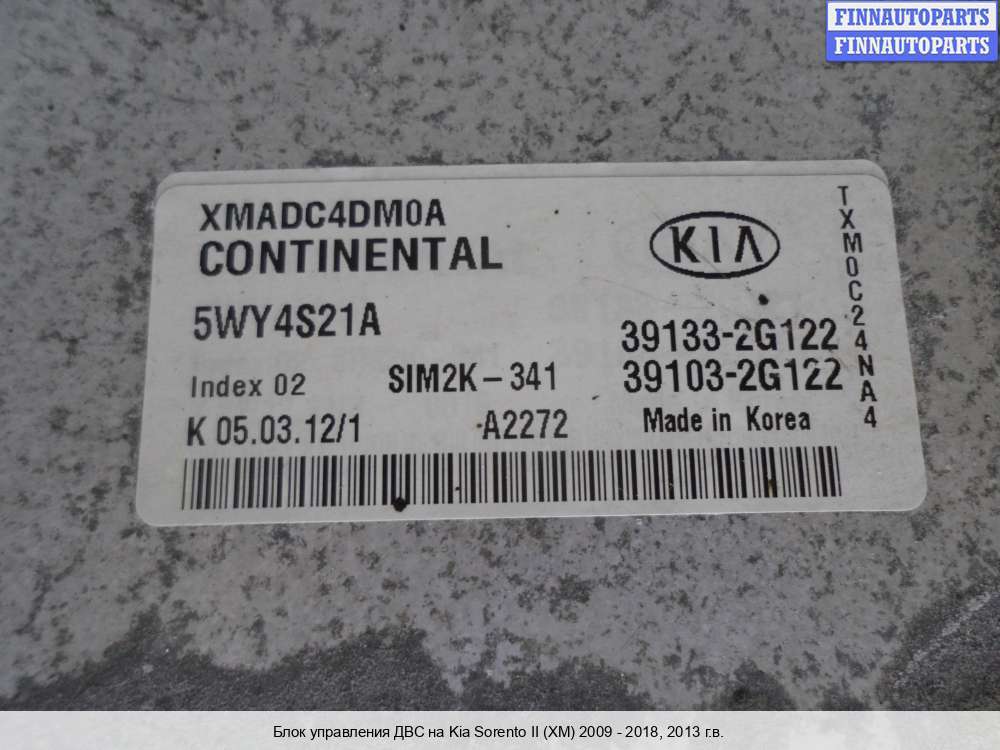 FINNAUTOPARTS
FINNAUTOPARTS
XMADC4DM0A
CONTINENTAL
KIA
5WY4S21A
39133-2G122
Index 02
SIM2K-341
39103-2G122
K 05.03.12/1
A2272
Made in Korea
TXM0C24NA4
Блок управления ДВС на Kia Sorento II (XM) 2009 - 2018, 2013 г.в.